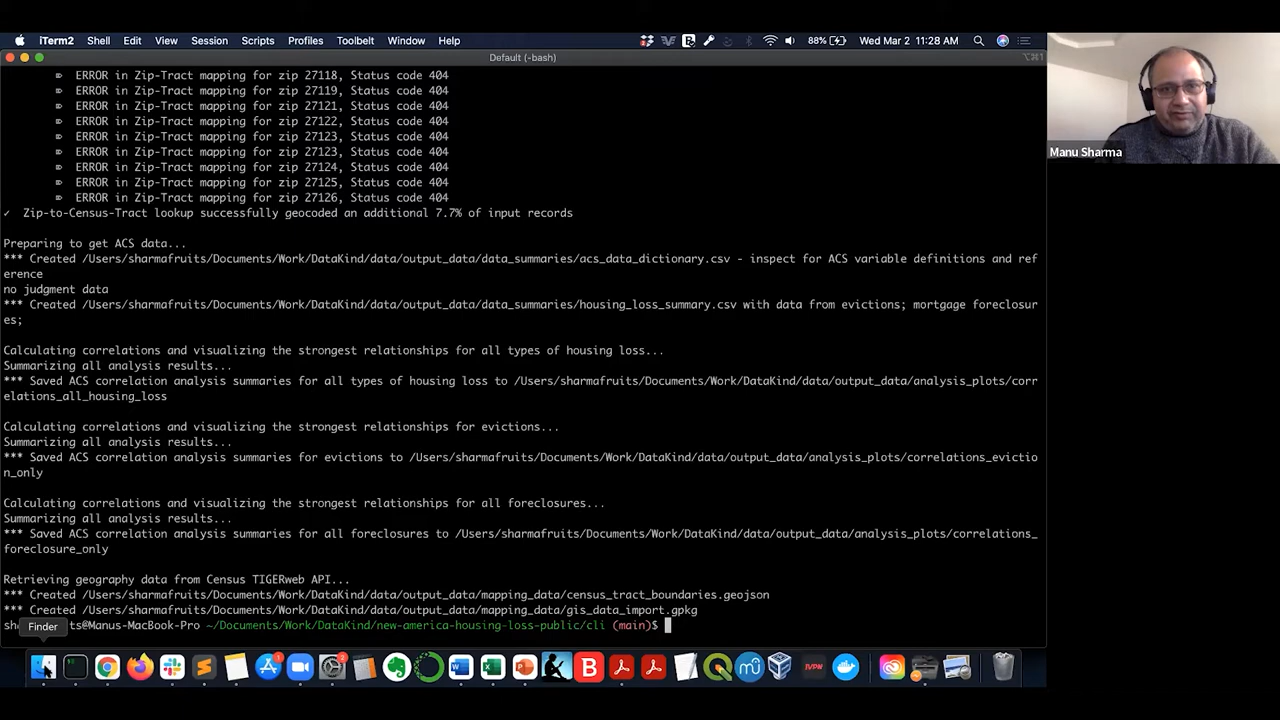 iTerm2 Shell Edit View Session Scripts Profiles Toolbelt Window Help 88% Wed Mar 2 11:28 AM
Default (-bash) ⌥⌘1
ERROR in Zip-Tract mapping for zip 27118, Status code 404
ERROR in Zip-Tract mapping for zip 27119, Status code 404
ERROR in Zip-Tract mapping for zip 27121, Status code 404
ERROR in Zip-Tract mapping for zip 27122, Status code 404
ERROR in Zip-Tract mapping for zip 27123, Status code 404
ERROR in Zip-Tract mapping for zip 27123, Status code 404
ERROR in Zip-Tract mapping for zip 27124, Status code 404
ERROR in Zip-Tract mapping for zip 27125, Status code 404
ERROR in Zip-Tract mapping for zip 27126, Status code 404
✓ Zip-to-Census-Tract lookup successfully geocoded an additional 7.7% of input records
Preparing to get ACS data...
*** Created /Users/sharmafruits/Documents/Work/DataKind/data/output_data/data_summaries/acs_data_dictionary.csv - inspect for ACS variable definitions and ref
erence
no judgment data
*** Created /Users/sharmafruits/Documents/Work/DataKind/data/output_data/data_summaries/housing_loss_summary.csv with data from evictions; mortgage foreclosur
es;
Calculating correlations and visualizing the strongest relationships for all types of housing loss...
Summarizing all analysis results...
*** Saved ACS correlation analysis summaries for all types of housing loss to /Users/sharmafruits/Documents/Work/DataKind/data/output_data/analysis_plots/corr
elations_all_housing_loss
Calculating correlations and visualizing the strongest relationships for evictions...
Summarizing all analysis results...
*** Saved ACS correlation analysis summaries for evictions to /Users/sharmafruits/Documents/Work/DataKind/data/output_data/analysis_plots/correlations_evictio
n_only
Calculating correlations and visualizing the strongest relationships for all foreclosures...
Summarizing all analysis results...
*** Saved ACS correlation analysis summaries for all foreclosures to /Users/sharmafruits/Documents/Work/DataKind/data/output_data/analysis_plots/correlations_
foreclosure_only
Retrieving geography data from Census TIGERweb API...
*** Created /Users/sharmafruits/Documents/Work/DataKind/data/output_data/mapping_data/census_tract_boundaries.geojson
*** Created /Users/sharmafruits/Documents/Work/DataKind/data/output_data/mapping_data/gis_data_import.gpkg
ts@Manus-MacBook-Pro ~/Documents/Work/DataKind/new-america-housing-loss-public/cli (main)$
Finder
Manu Sharma